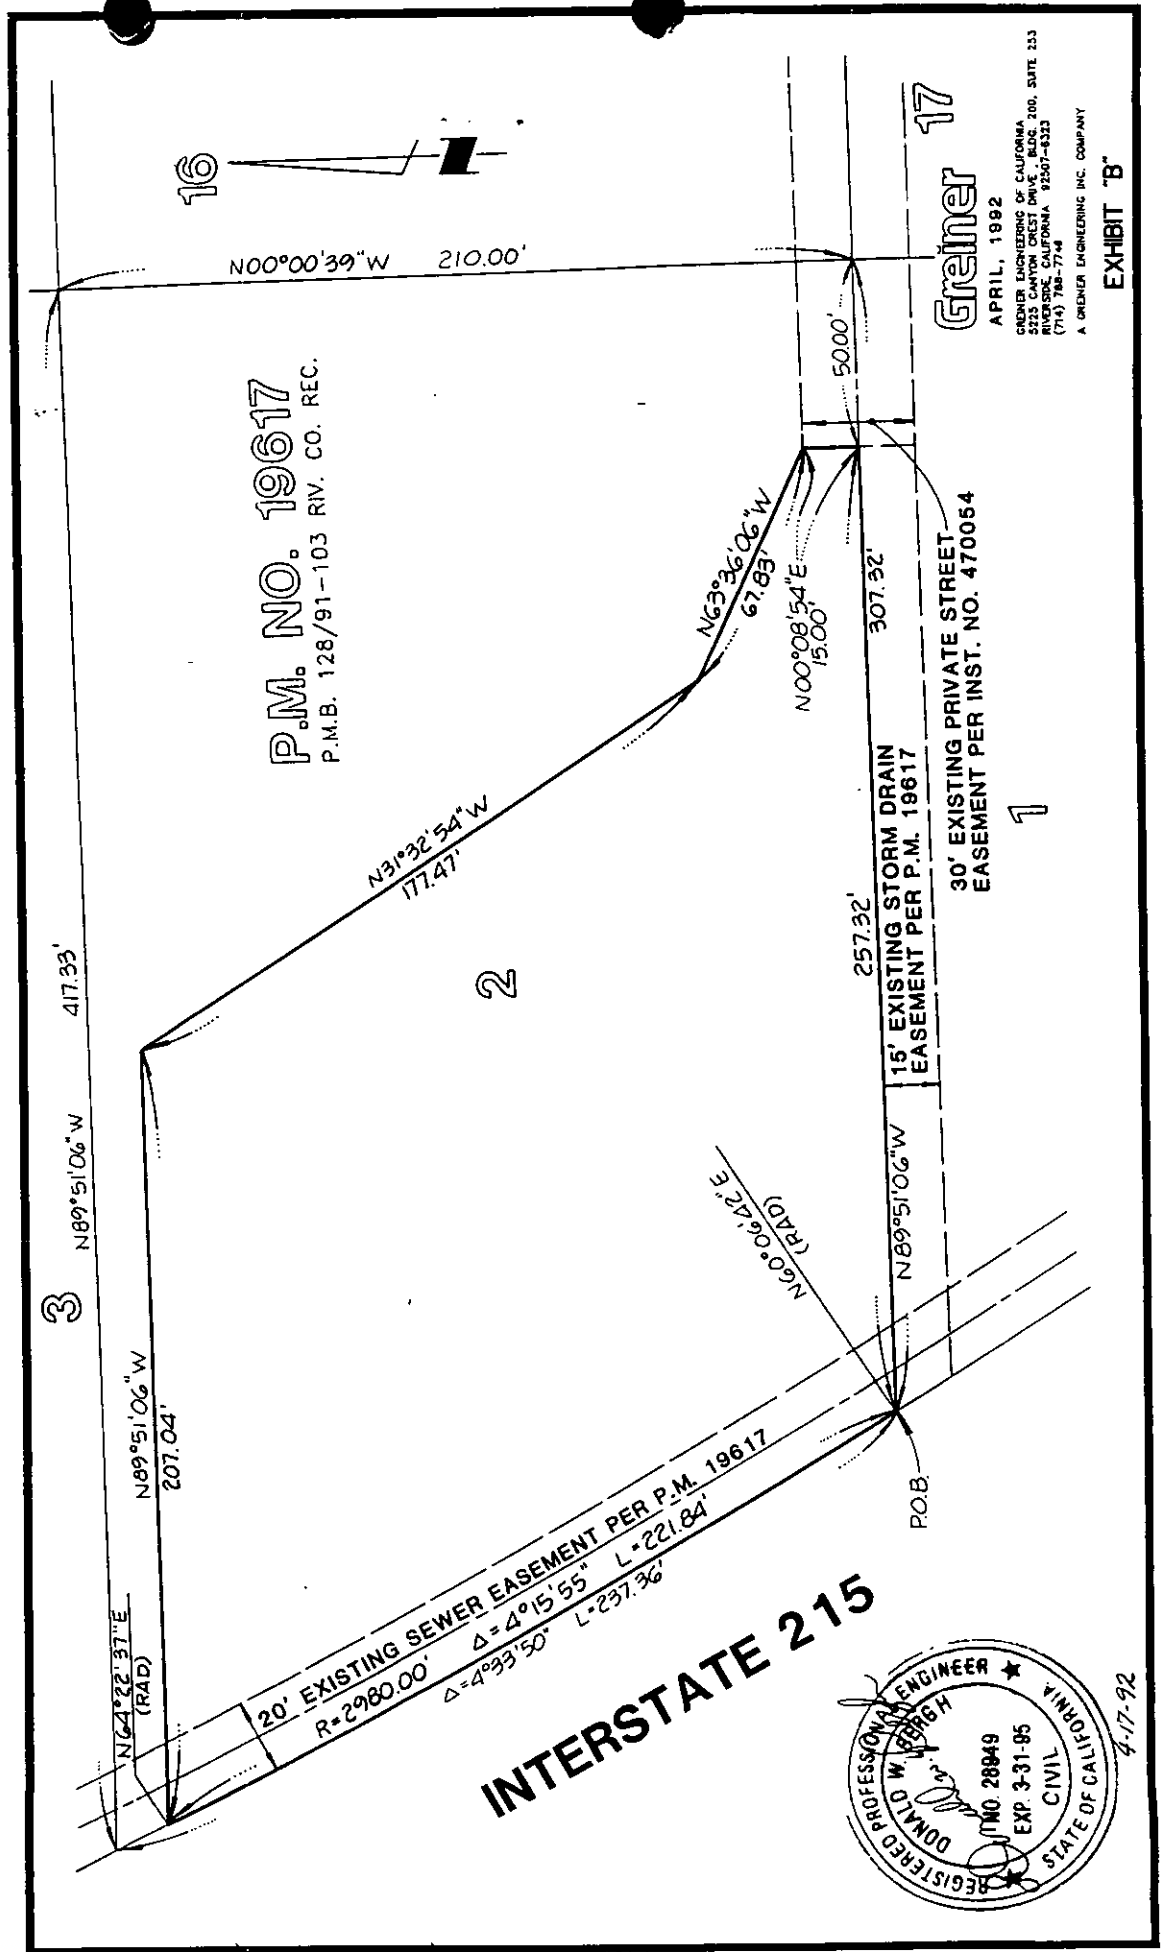 3
N89°51'06"W 417.33'
16
N00°00'39"W 210.00'
P.M. NO. 19617
P.M.B. 128/91-103 RIV. CO. REC.
N64°22'37"E
(RAD)
N89°51'06"W
207.04'
N31°32'54"W
177.47'
2
N63°36'06"W
67.83'
N00°08'54"E
15.00'
50.00'
20' EXISTING SEWER EASEMENT PER P.M. 19617
R=2980.00' Δ=4°15'55" L=221.84'
Δ=4°33'50" L=237.36'
N60°06'42"E
(RAD)
N89°51'06"W 257.32' 307.32'
15' EXISTING STORM DRAIN
EASEMENT PER P.M. 19617
30' EXISTING PRIVATE STREET
EASEMENT PER INST. NO. 470054
P.O.B.
1
17
INTERSTATE 215
REGISTERED PROFESSIONAL ENGINEER
DONALD W. BERGH
NO. 28949
EXP. 3-31-95
CIVIL
STATE OF CALIFORNIA
4-17-92
Greiner
APRIL, 1992
GREINER ENGINEERING OF CALIFORNIA
5225 CANYON CREST DRIVE, BLDG. 200, SUITE 253
RIVERSIDE, CALIFORNIA 92507-6323
(714) 788-7748
A GREINER ENGINEERING INC. COMPANY
EXHIBIT "B"